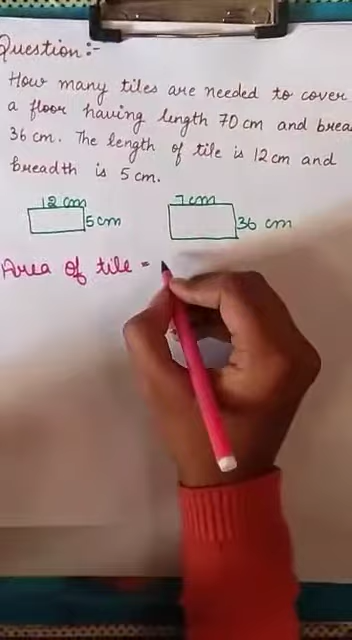 Question:-
How many tiles are needed to cover
a floor having length 70 cm and brea
36 cm. The length of tile is 12 cm and
breadth is 5 cm.
12 cm 7 cm
5 cm 36 cm
Area of tile =